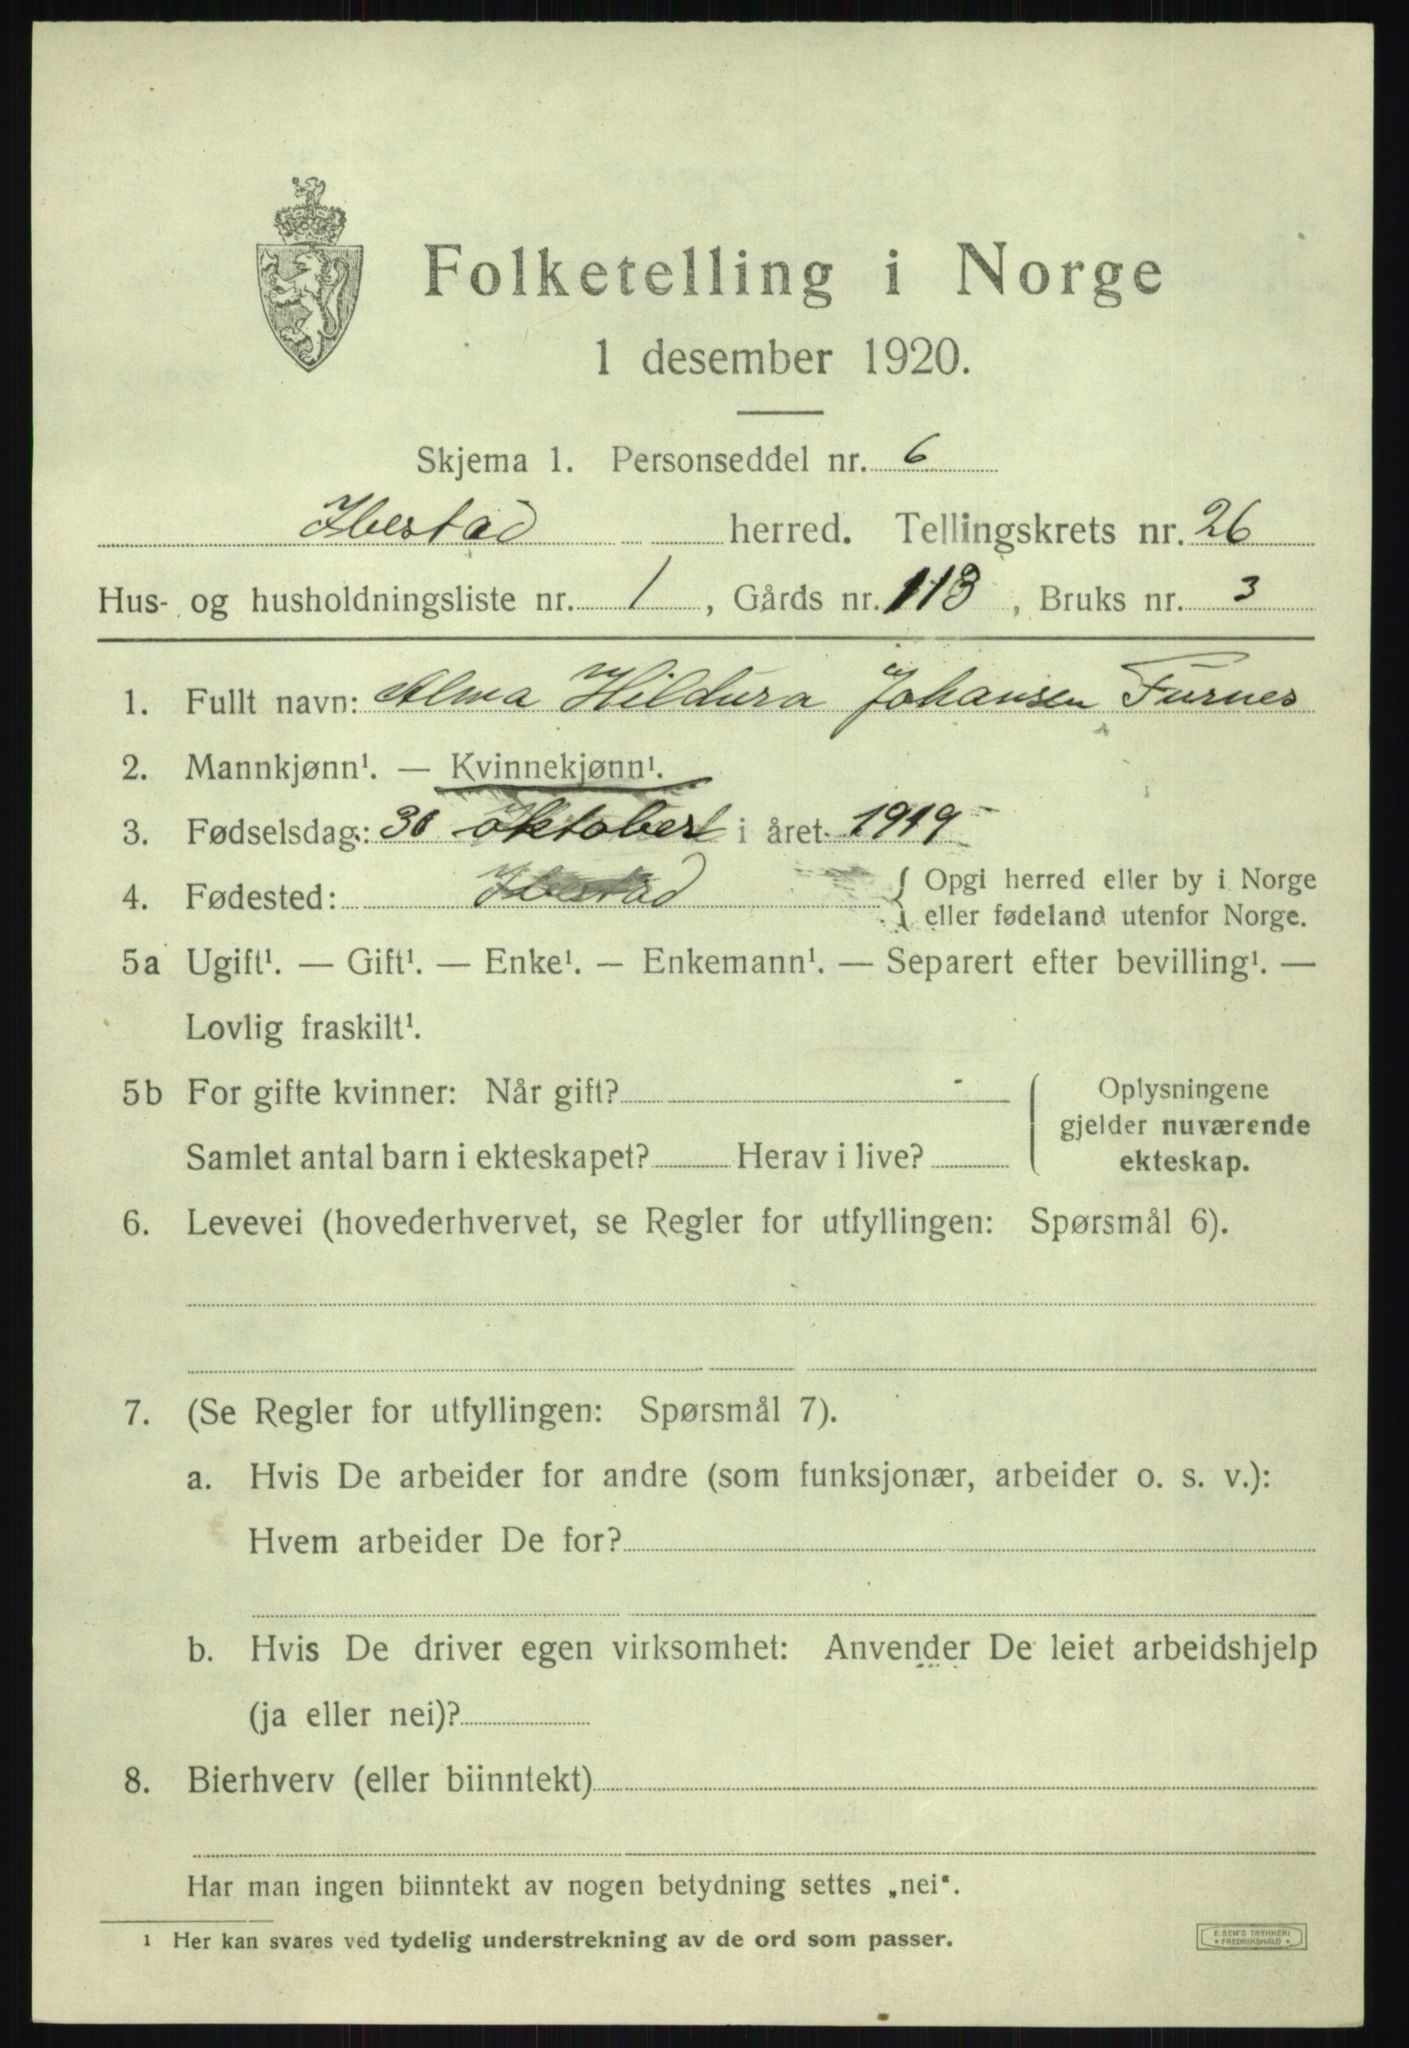 Folketelling i Norge
1 desember 1920.
Skjema 1. Personseddel nr. 6
Ibestad herred. Tellingskrets nr. 26
Hus- og husholdningsliste nr. 1, Gårds nr. 113, Bruks nr. 3
1. Fullt navn: Alma Hildura Johansen Furnes
2. Mannkjønn¹. — Kvinnekjønn¹.
3. Fødselsdag: 30 oktober i året 1919
4. Fødested: Ibestad { Opgi herred eller by i Norge
eller fødeland utenfor Norge.
5a Ugift¹. — Gift¹. — Enke¹. — Enkemann¹. — Separert efter bevilling¹. —
Lovlig fraskilt¹.
5b For gifte kvinner: Når gift?
Samlet antal barn i ekteskapet? Herav i live?
Oplysningene
gjelder nuværende
ekteskap.
6. Levevei (hovederhvervet, se Regler for utfyllingen: Spørsmål 6).
7. (Se Regler for utfyllingen: Spørsmål 7).
a. Hvis De arbeider for andre (som funksjonær, arbeider o. s. v.):
Hvem arbeider De for?
b. Hvis De driver egen virksomhet: Anvender De leiet arbeidshjelp
(ja eller nei)?
8. Bierhverv (eller biinntekt)
Har man ingen biinntekt av nogen betydning settes „nei“.
¹ Her kan svares ved tydelig understrekning av de ord som passer.
E. SEM'S TRYKKERI
* FREDRIKSHALD *